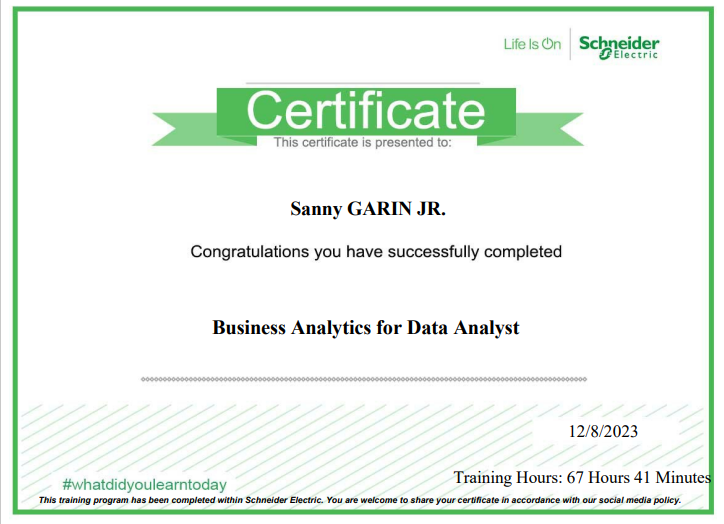 Life Is On
Schneider
Electric
Certificate
This certificate is presented to:
Sanny GARIN JR.
Congratulations you have successfully completed
Business Analytics for Data Analyst
12/8/2023
Training Hours: 67 Hours 41 Minutes
#whatdidyoulearntoday
This training program has been completed within Schneider Electric. You are welcome to share your certificate in accordance with our social media policy.